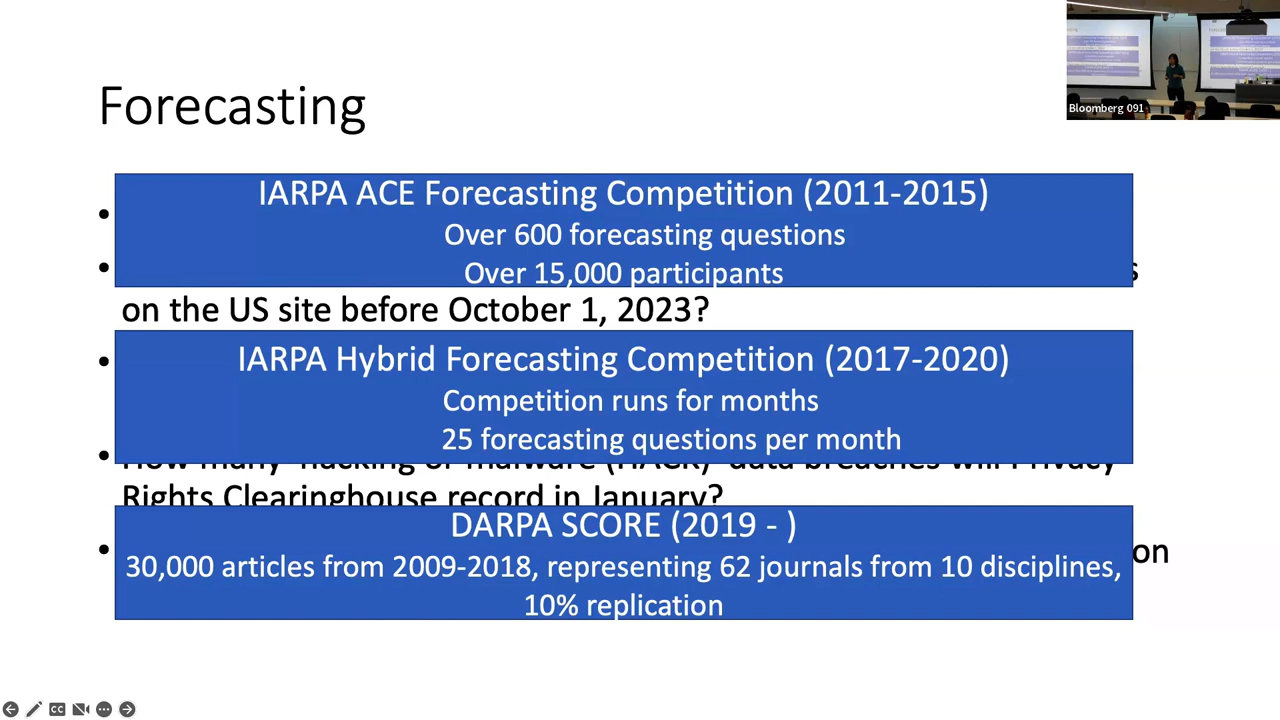 Forecasting
Bloomberg 091
IARPA ACE Forecasting Competition (2011-2015)
Over 600 forecasting questions
Over 15,000 participants
on the US site before October 1, 2023?
IARPA Hybrid Forecasting Competition (2017-2020)
Competition runs for months
25 forecasting questions per month
How many "hacking or malware (HACK)" data breaches will Privacy
Rights Clearinghouse record in January?
DARPA SCORE (2019 - )
on
30,000 articles from 2009-2018, representing 62 journals from 10 disciplines,
10% replication
CC